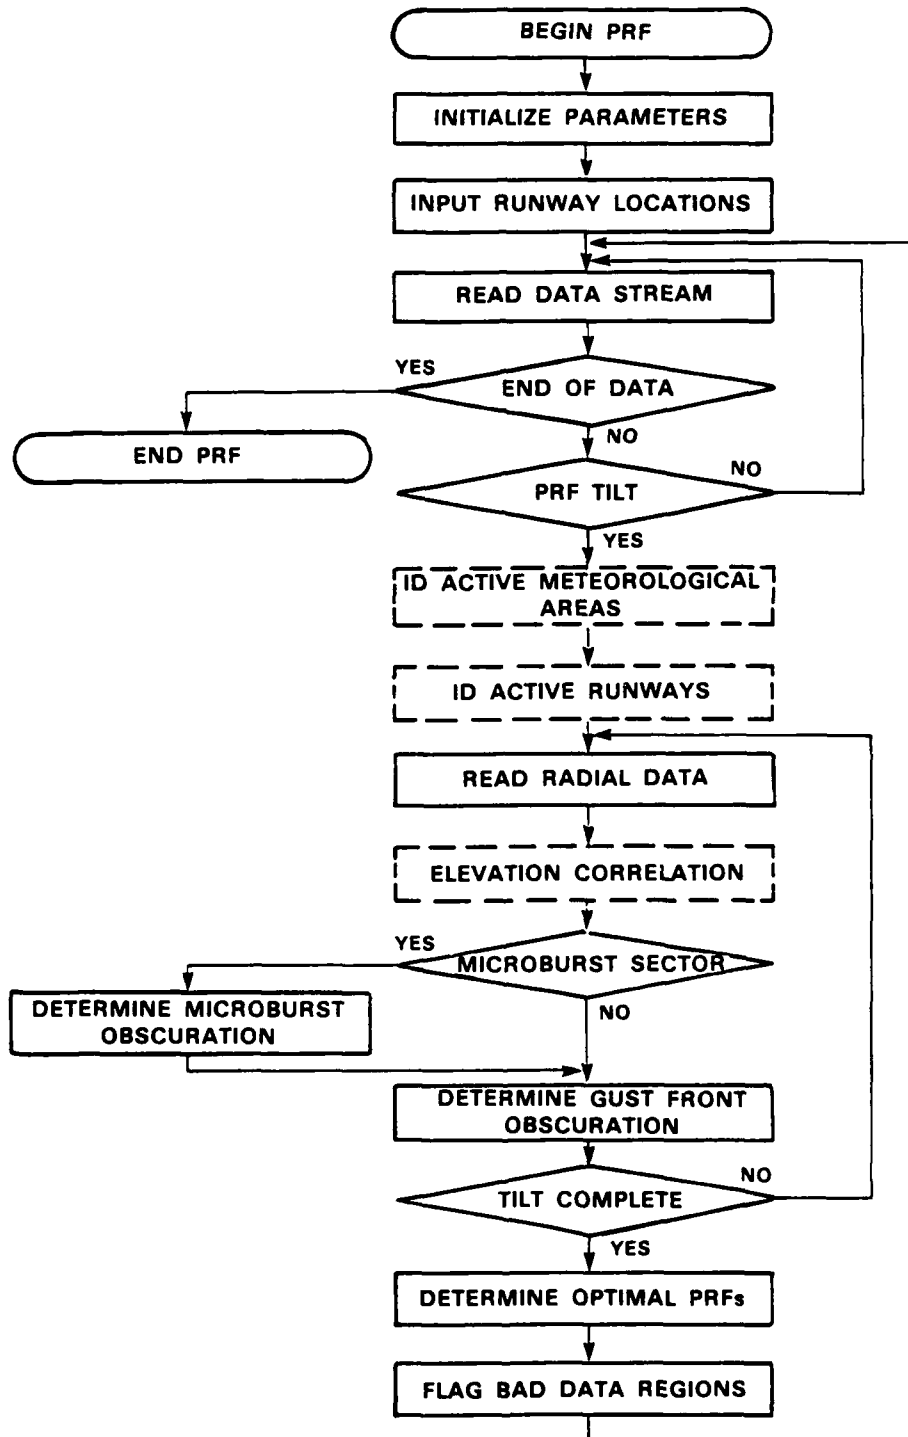 BEGIN PRF
INITIALIZE PARAMETERS
INPUT RUNWAY LOCATIONS
READ DATA STREAM
YES
END OF DATA
NO
END PRF
PRF TILT
NO
YES
ID ACTIVE METEOROLOGICAL
AREAS
ID ACTIVE RUNWAYS
READ RADIAL DATA
ELEVATION CORRELATION
YES
MICROBURST SECTOR
NO
DETERMINE MICROBURST
OBSCURATION
DETERMINE GUST FRONT
OBSCURATION
NO
TILT COMPLETE
YES
DETERMINE OPTIMAL PRFs
FLAG BAD DATA REGIONS